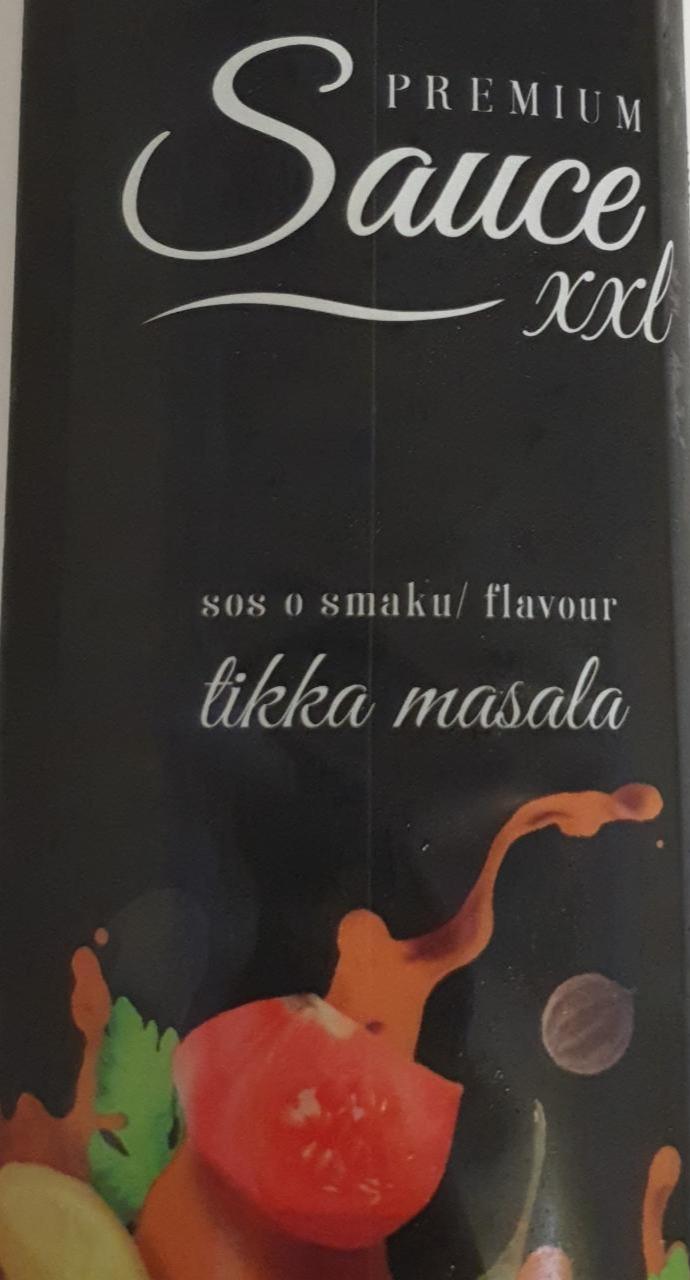 PREMIUM
Sauce
xxl
sos o smaku/ flavour
tikka masala